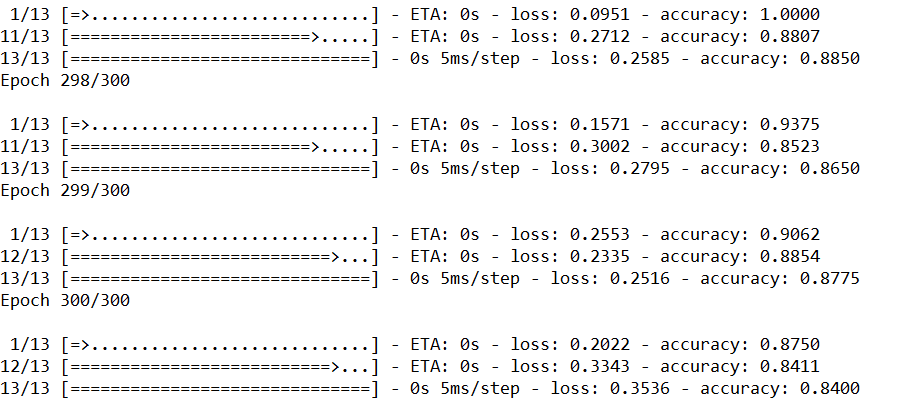 1/13 [=>..............................] - ETA: 0s - loss: 0.0951 - accuracy: 1.0000
11/13 [========================>.....] - ETA: 0s - loss: 0.2712 - accuracy: 0.8807
13/13 [==============================] - 0s 5ms/step - loss: 0.2585 - accuracy: 0.8850
Epoch 298/300
1/13 [=>............................] - ETA: 0s - loss: 0.1571 - accuracy: 0.9375
11/13 [========================>.....] - ETA: 0s - loss: 0.3002 - accuracy: 0.8523
13/13 [==============================] - 0s 5ms/step - loss: 0.2795 - accuracy: 0.8650
Epoch 299/300
1/13 [=>............................] - ETA: 0s - loss: 0.2553 - accuracy: 0.9062
12/13 [==========================>...] - ETA: 0s - loss: 0.2335 - accuracy: 0.8854
13/13 [==============================] - 0s 5ms/step - loss: 0.2516 - accuracy: 0.8775
Epoch 300/300
1/13 [=>............................] - ETA: 0s - loss: 0.2022 - accuracy: 0.8750
12/13 [==========================>...] - ETA: 0s - loss: 0.3343 - accuracy: 0.8411
13/13 [==============================] - 0s 5ms/step - loss: 0.3536 - accuracy: 0.8400